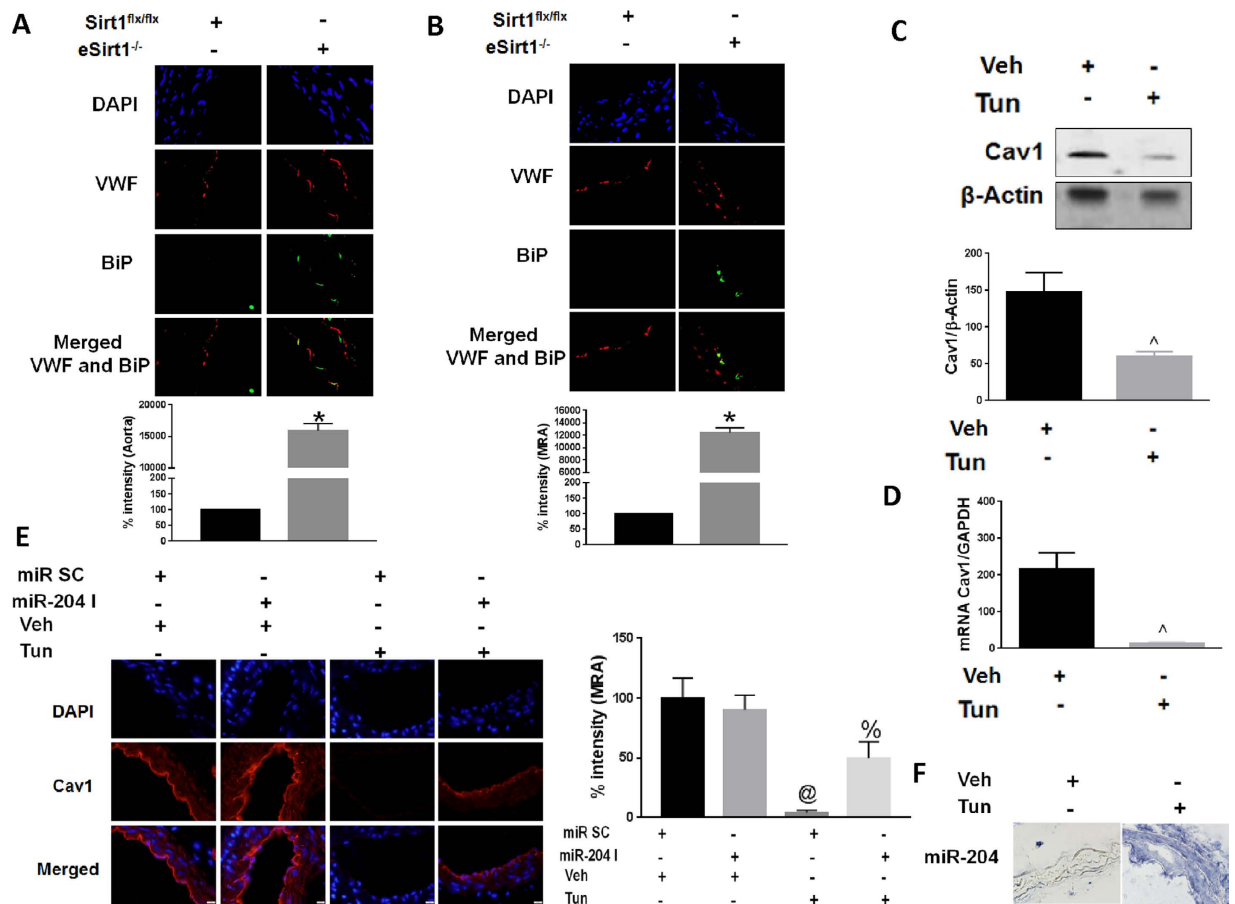 A
Sirt1flx/flx + -
eSirt1-/- - +
DAPI
VWF
BiP
Merged
VWF and BiP
% intensity (Aorta)
20000
15000
10000
200
150
100
50
0
*
B
Sirt1flx/flx + -
eSirt1-/- - +
DAPI
VWF
BiP
Merged
VWF and BiP
% intensity (MRA)
16000
14000
12000
10000
8000
6000
200
150
100
50
0
*
C
Veh + -
Tun - +
Cav1
β-Actin
Cav1/β-Actin
200
150
100
50
0
^
Veh + -
Tun - +
D
mRNA Cav1/GAPDH
400
300
200
100
0
^
Veh + -
Tun - +
E
miR SC + - + -
miR-204 I - + - +
Veh + + - -
Tun - - + +
DAPI
Cav1
Merged
% intensity (MRA)
150
100
50
0
@
%
miR SC + - + -
miR-204 I - + - +
Veh + + - -
Tun - - + +
F
Veh + -
Tun - +
miR-204